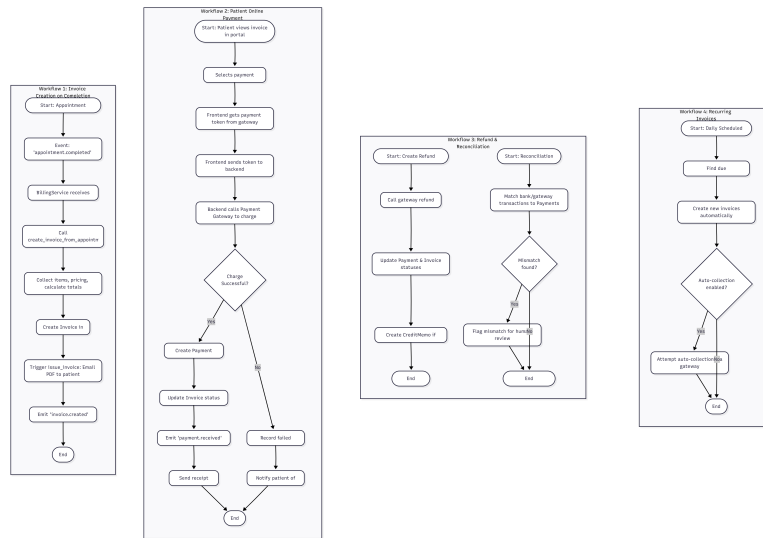 Workflow 1: Invoice
Creation on Completion
Start: Appointment
Event:
'appointment.completed'
BillingService receives
Call
create_invoice_from_appointm
Collect items, pricing,
calculate totals
Create Invoice in
Trigger issue_invoice: Email
PDF to patient
Emit 'invoice.created'
End
Workflow 2: Patient Online
Payment
Start: Patient views invoice
in portal
Selects payment
Frontend gets payment
token from gateway
Frontend sends token to
backend
Backend calls Payment
Gateway to charge
Charge
Successful?
Yes
No
Create Payment
Update Invoice status
Emit 'payment.received'
Record failed
Send receipt
Notify patient of
End
Workflow 3: Refund &
Reconciliation
Start: Create Refund
Call gateway refund
Update Payment & Invoice
statuses
Create CreditMemo if
End
Start: Reconciliation
Match bank/gateway
transactions to Payments
Mismatch
found?
Yes
No
Flag mismatch for human
review
End
Workflow 4: Recurring
Invoices
Start: Daily Scheduled
Find due
Create new invoices
automatically
Auto-collection
enabled?
Yes
No
Attempt auto-collection via
gateway
End